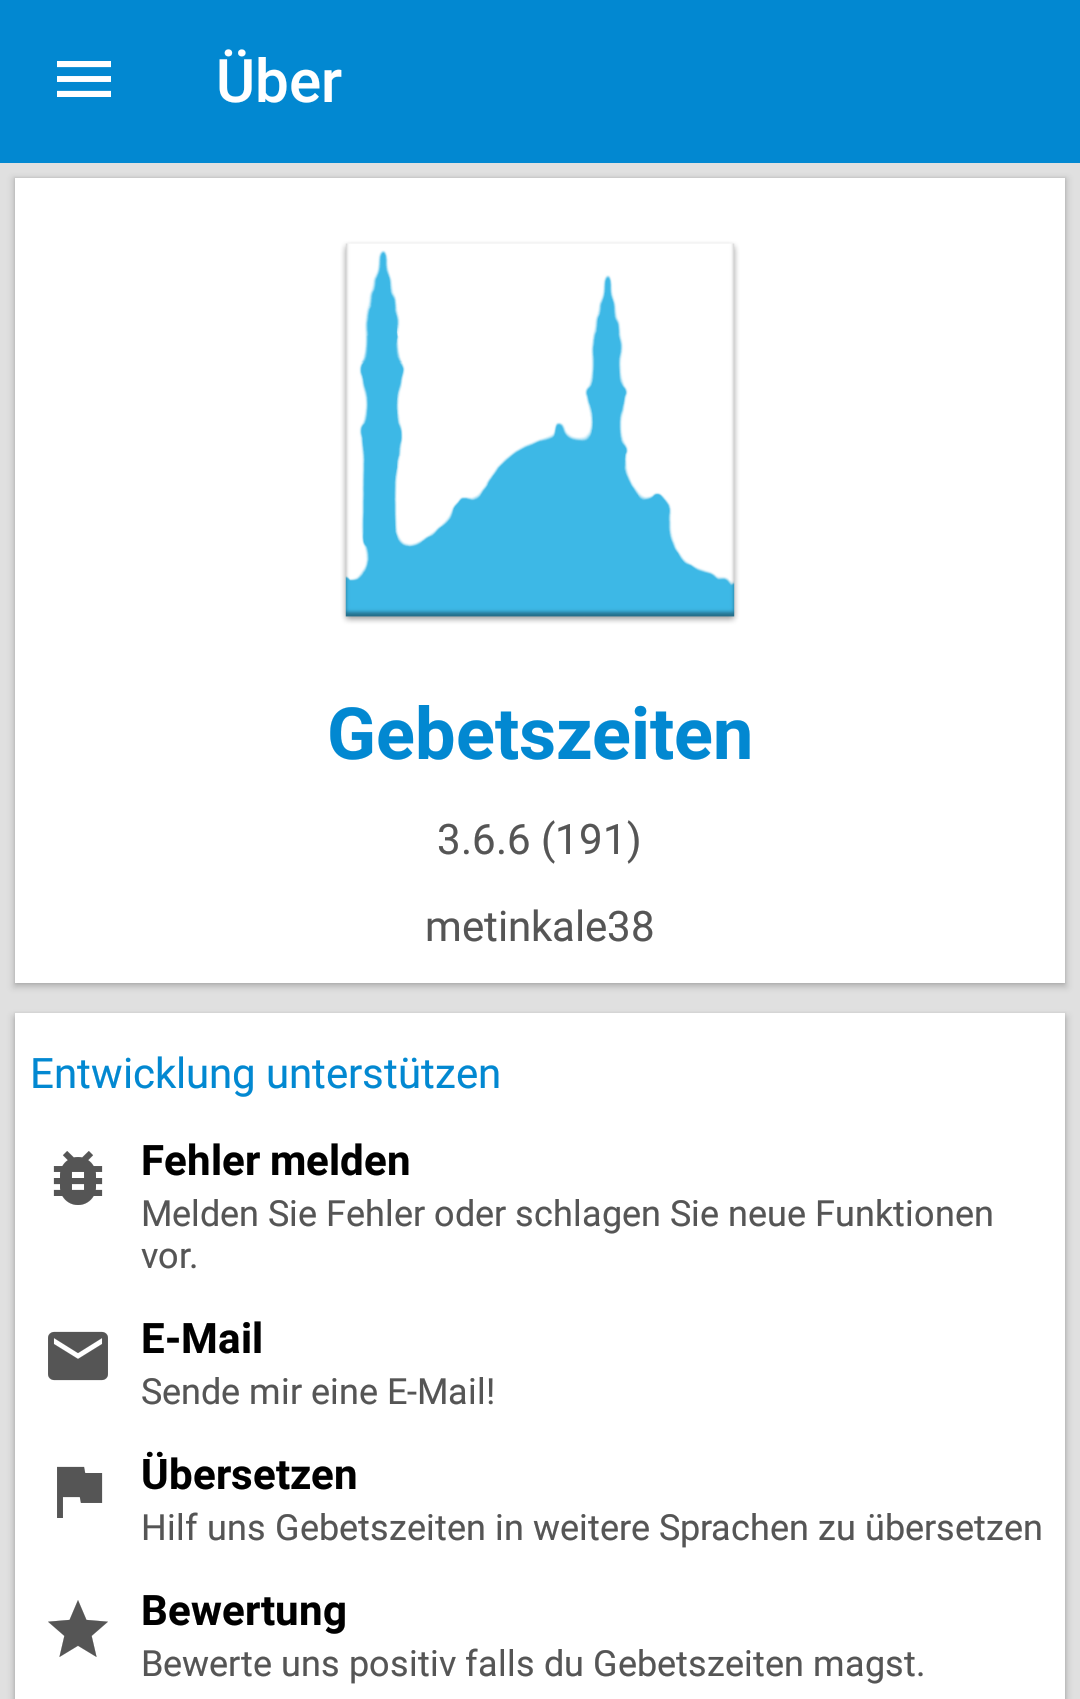 Über
Gebetszeiten
3.6.6 (191)
metinkale38
Entwicklung unterstützen
Fehler melden
Melden Sie Fehler oder schlagen Sie neue Funktionen
vor.
E-Mail
Sende mir eine E-Mail!
Übersetzen
Hilf uns Gebetszeiten in weitere Sprachen zu übersetzen
Bewertung
Bewerte uns positiv falls du Gebetszeiten magst.